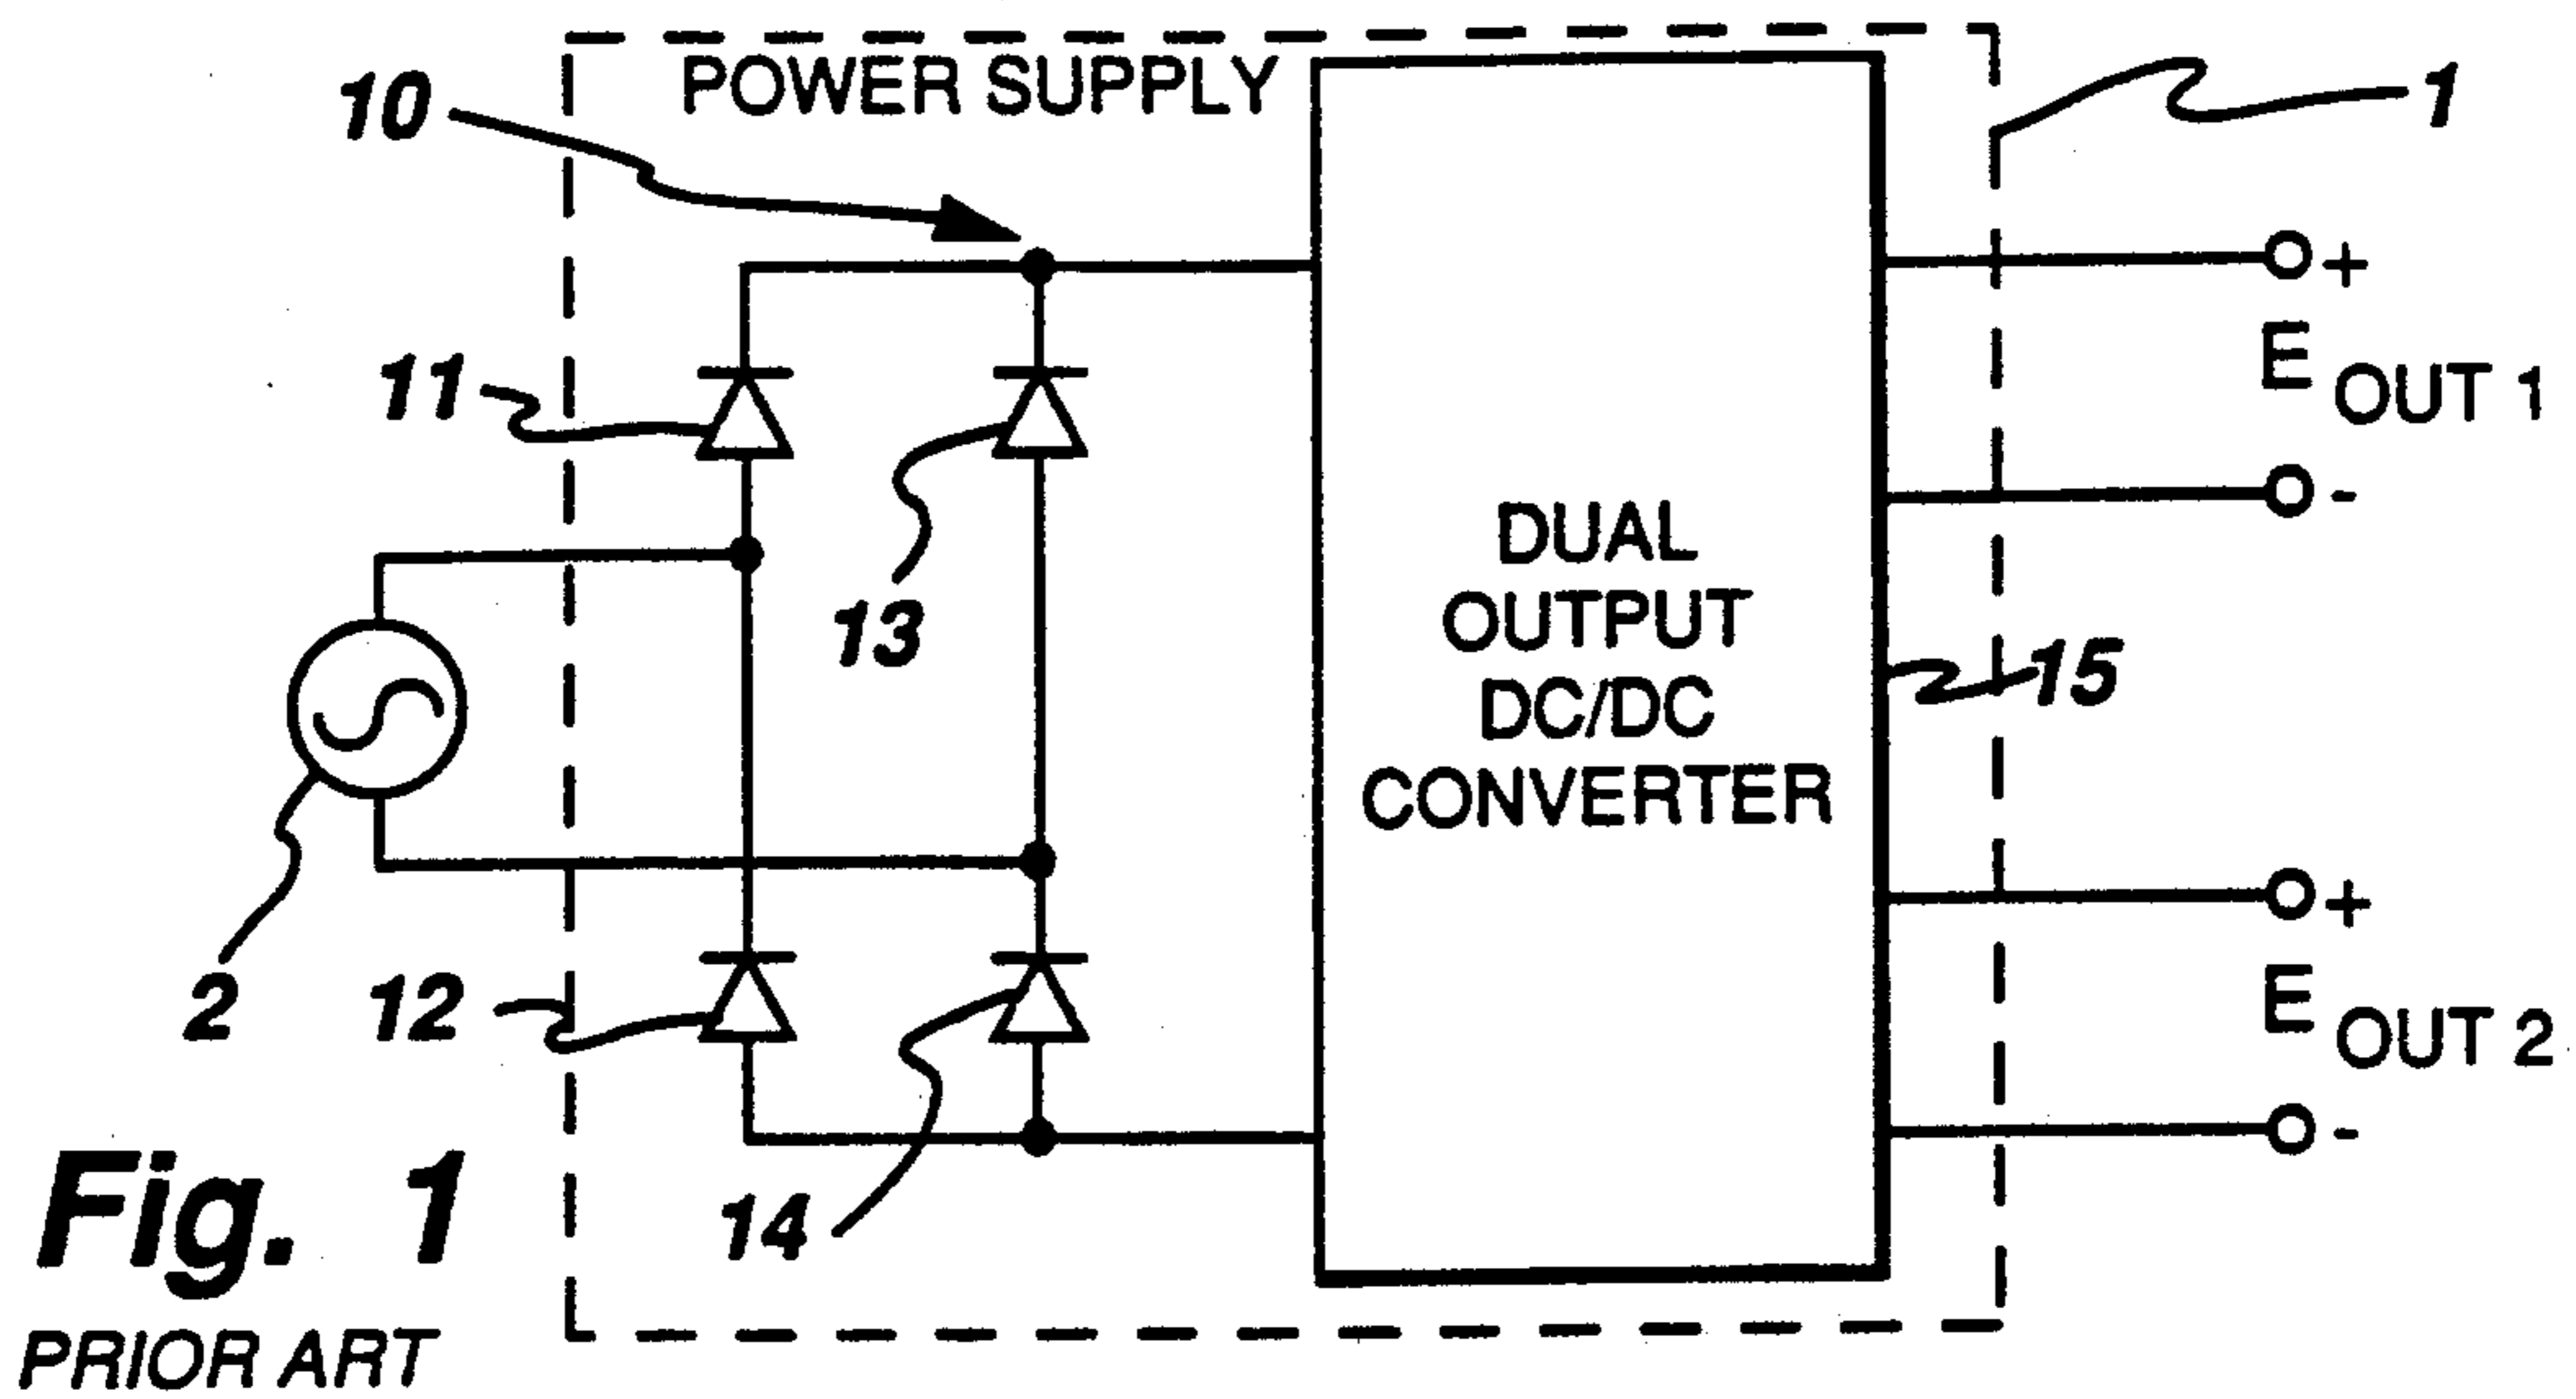 POWER SUPPLY
10
1
+
11
E OUT 1
13
-
DUAL
OUTPUT
DC/DC
CONVERTER
15
+
2
12
E OUT 2
14
-
Fig. 1
PRIOR ART